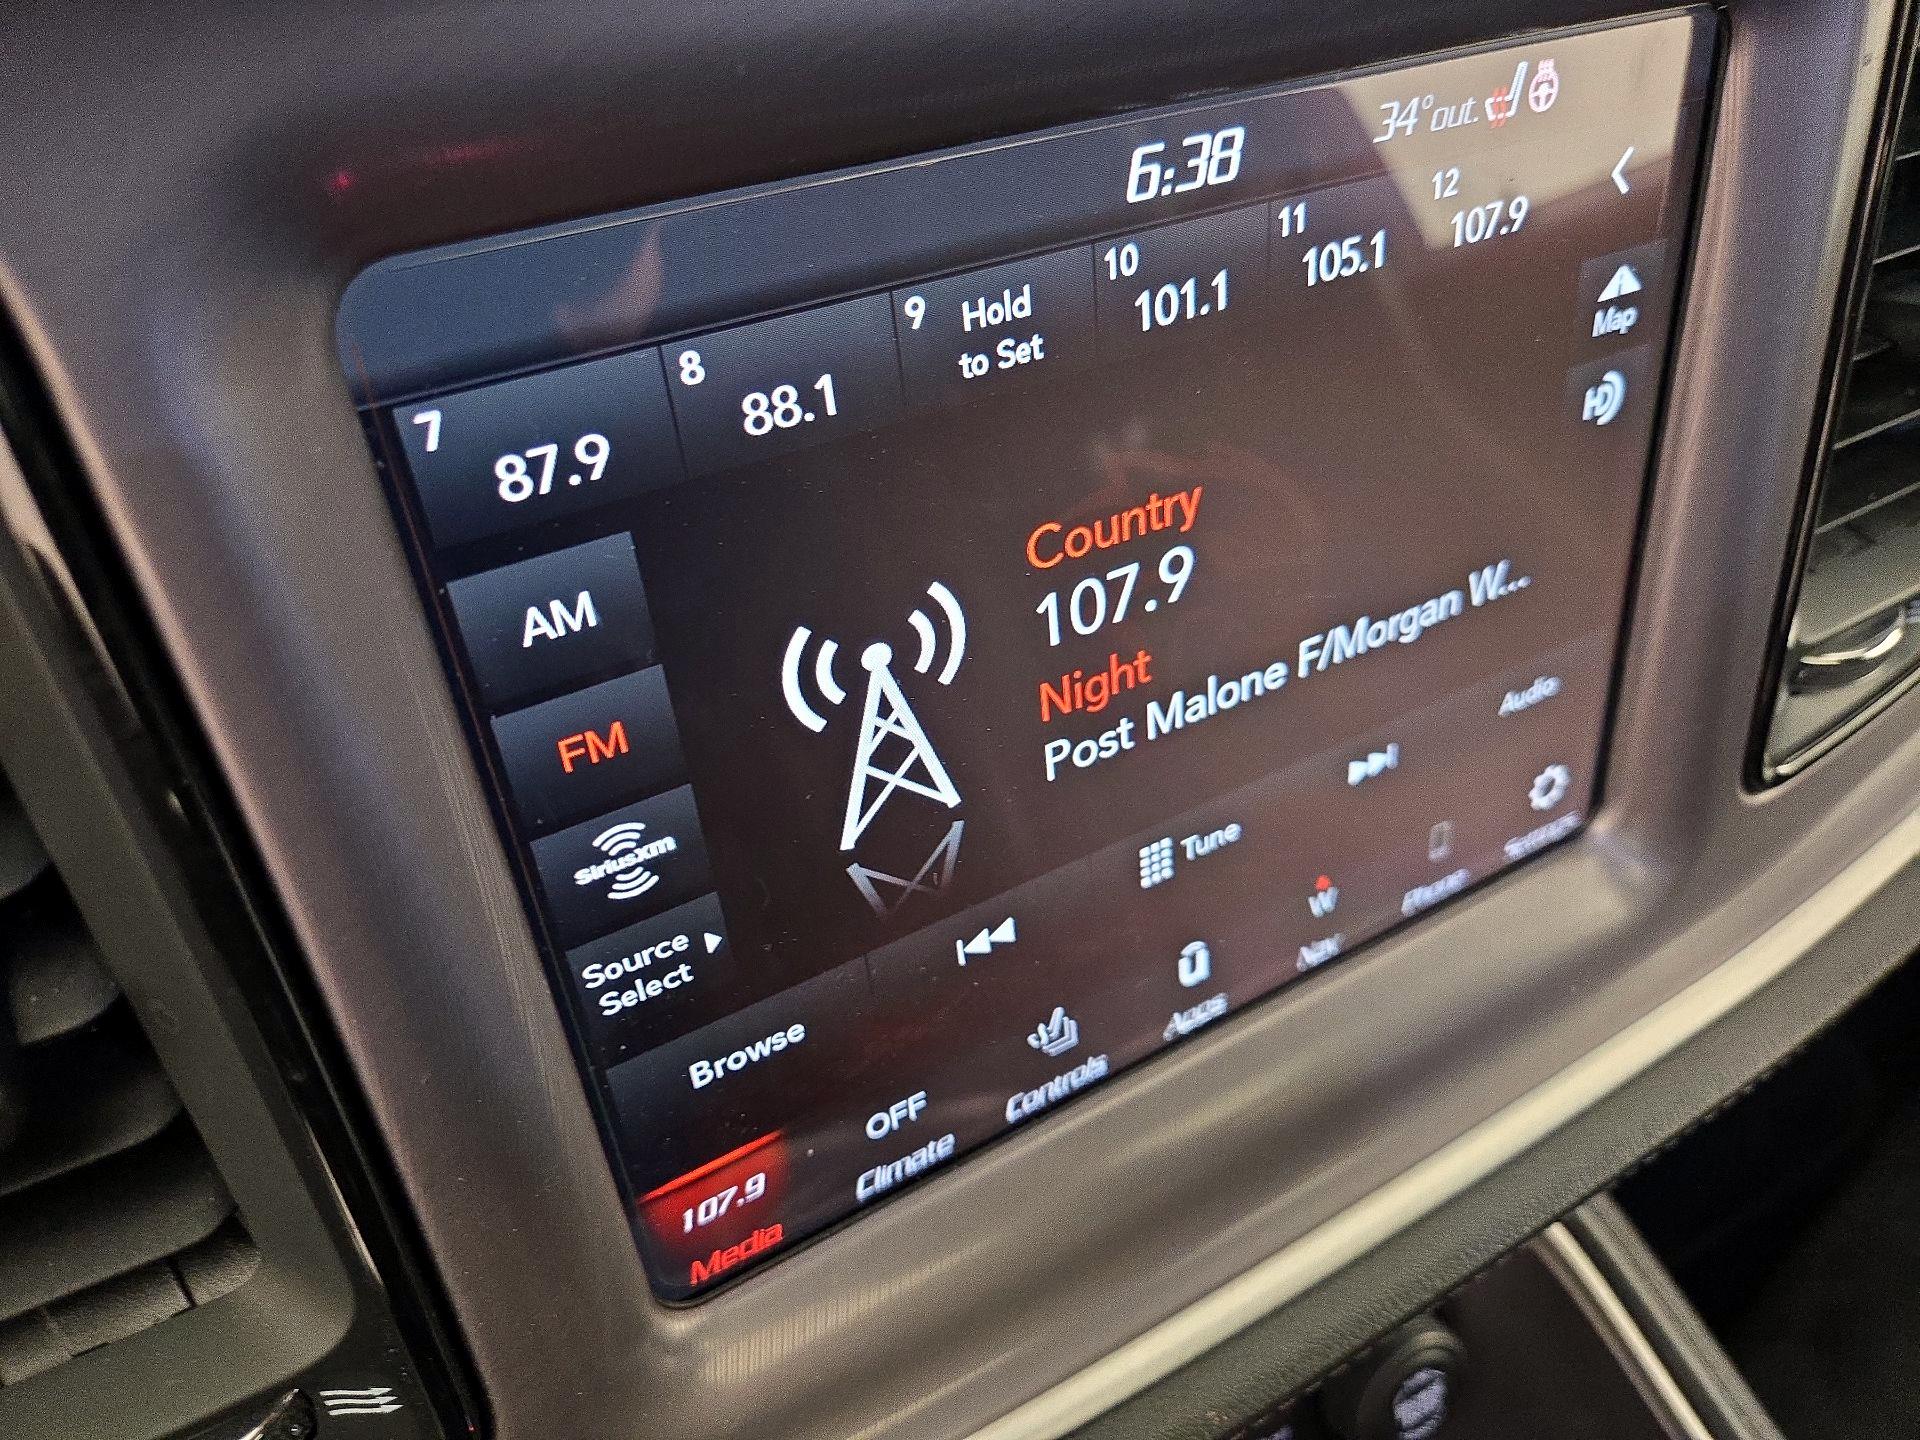 6:38
34°out.
7
87.9
8
88.1
9
Hold
to Set
10
101.1
11
105.1
12
107.9
Map
HD
AM
FM
SiriusXM
Source
Select
Country
107.9
Night
Post Malone F/Morgan W...
Browse
Tune
Audio
107.9
Media
OFF
Climate
Controls
Apps
W
Nav
Phone
Settings